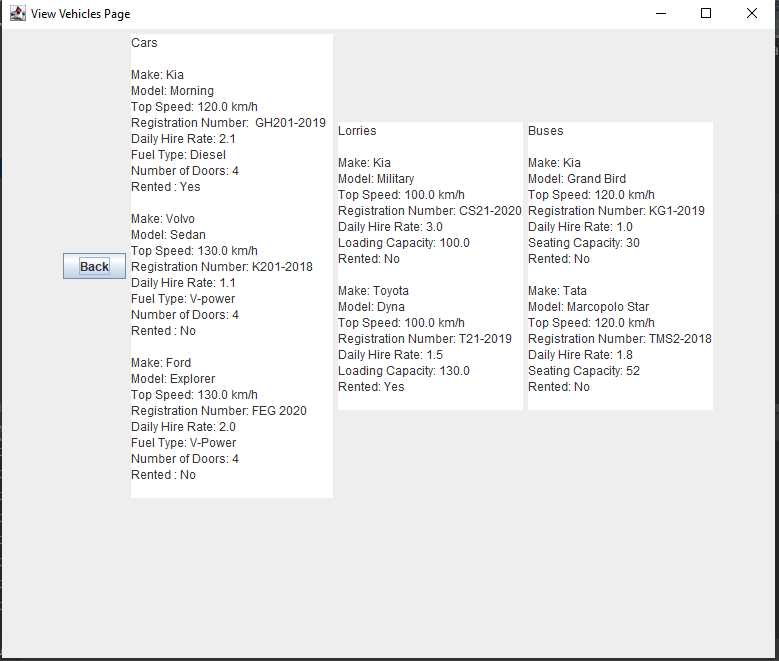 View Vehicles Page
Back
Cars
Make: Kia
Model: Morning
Top Speed: 120.0 km/h
Registration Number:  GH201-2019
Daily Hire Rate: 2.1
Fuel Type: Diesel
Number of Doors: 4
Rented : Yes
Make: Volvo
Model: Sedan
Top Speed: 130.0 km/h
Registration Number: K201-2018
Daily Hire Rate: 1.1
Fuel Type: V-power
Number of Doors: 4
Rented : No
Make: Ford
Model: Explorer
Top Speed: 130.0 km/h
Registration Number: FEG 2020
Daily Hire Rate: 2.0
Fuel Type: V-Power
Number of Doors: 4
Rented : No
Lorries
Make: Kia
Model: Military
Top Speed: 100.0 km/h
Registration Number: CS21-2020
Daily Hire Rate: 3.0
Loading Capacity: 100.0
Rented: No
Make: Toyota
Model: Dyna
Top Speed: 100.0 km/h
Registration Number: T21-2019
Daily Hire Rate: 1.5
Loading Capacity: 130.0
Rented: Yes
Buses
Make: Kia
Model: Grand Bird
Top Speed: 120.0 km/h
Registration Number: KG1-2019
Daily Hire Rate: 1.0
Seating Capacity: 30
Rented: No
Make: Tata
Model: Marcopolo Star
Top Speed: 120.0 km/h
Registration Number: TMS2-2018
Daily Hire Rate: 1.8
Seating Capacity: 52
Rented: No